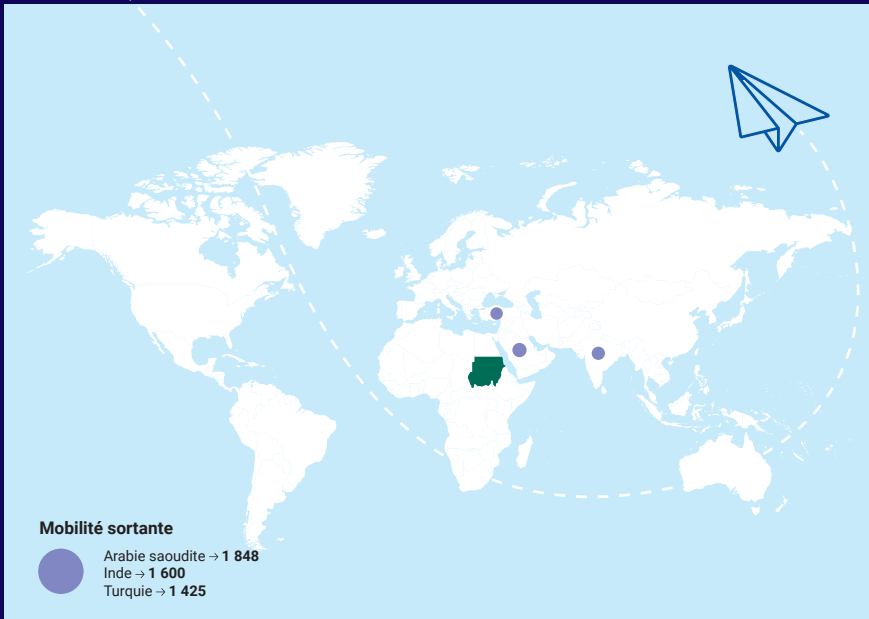 Mobilité sortante
Arabie saoudite → 1 848
Inde → 1 600
Turquie → 1 425